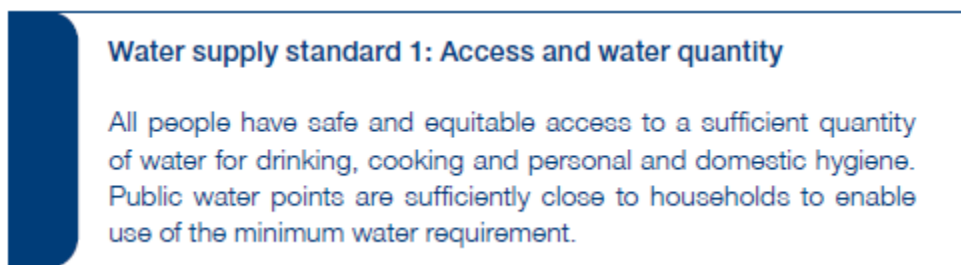 Water supply standard 1: Access and water quantity
All people have safe and equitable access to a sufficient quantity
of water for drinking, cooking and personal and domestic hygiene.
Public water points are sufficiently close to households to enable
use of the minimum water requirement.